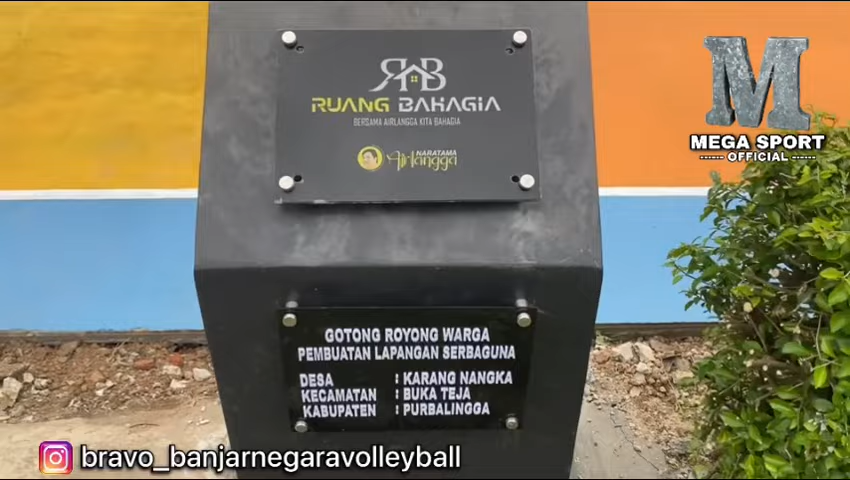 RB
RUANG BAHAGIA
BERSAMA AIRLANGGA KITA BAHAGIA
NARATAMA
Airlangga
M
MEGA SPORT
OFFICIAL
GOTONG ROYONG WARGA
PEMBUATAN LAPANGAN SERBAGUNA
DESA : KARANG NANGKA
KECAMATAN : BUKA TEJA
KABUPATEN : PURBALINGGA
bravo_banjarnegaravolleyball